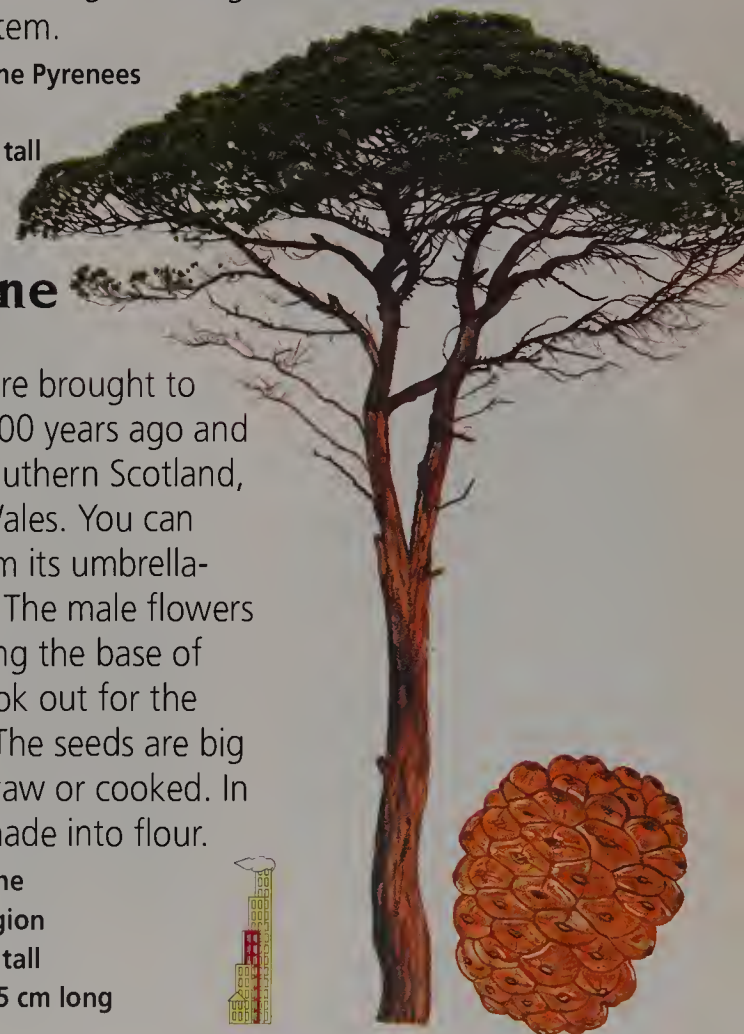 tem.
ne Pyrenees
tall
ne
re brought to
00 years ago and
uthern Scotland,
Vales. You can
m its umbrella-
The male flowers
ng the base of
ok out for the
The seeds are big
raw or cooked. In
nade into flour.
ne
gion
tall
5 cm long